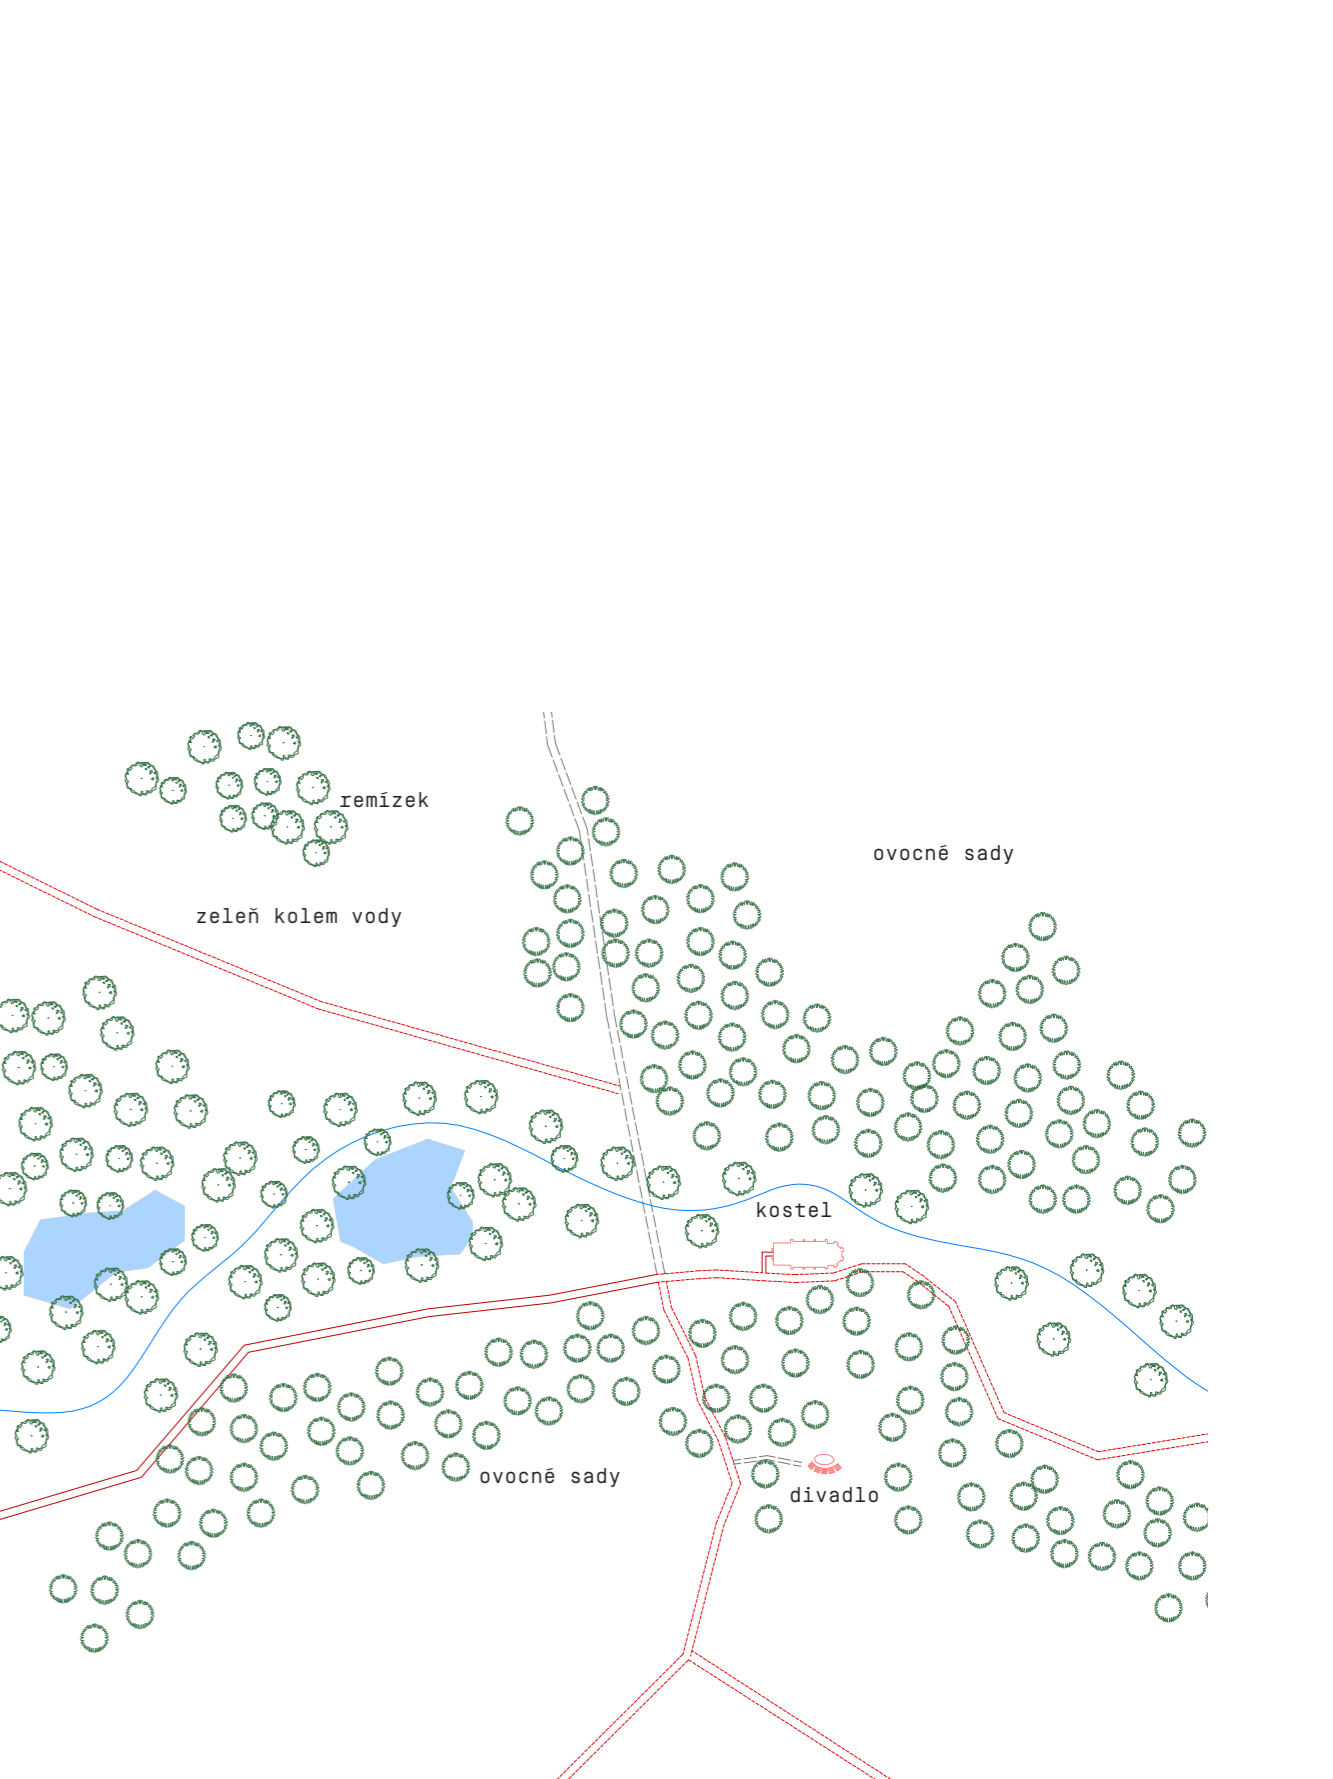 remízek
ovocné sady
zeleň kolem vody
kostel
ovocné sady
divadlo